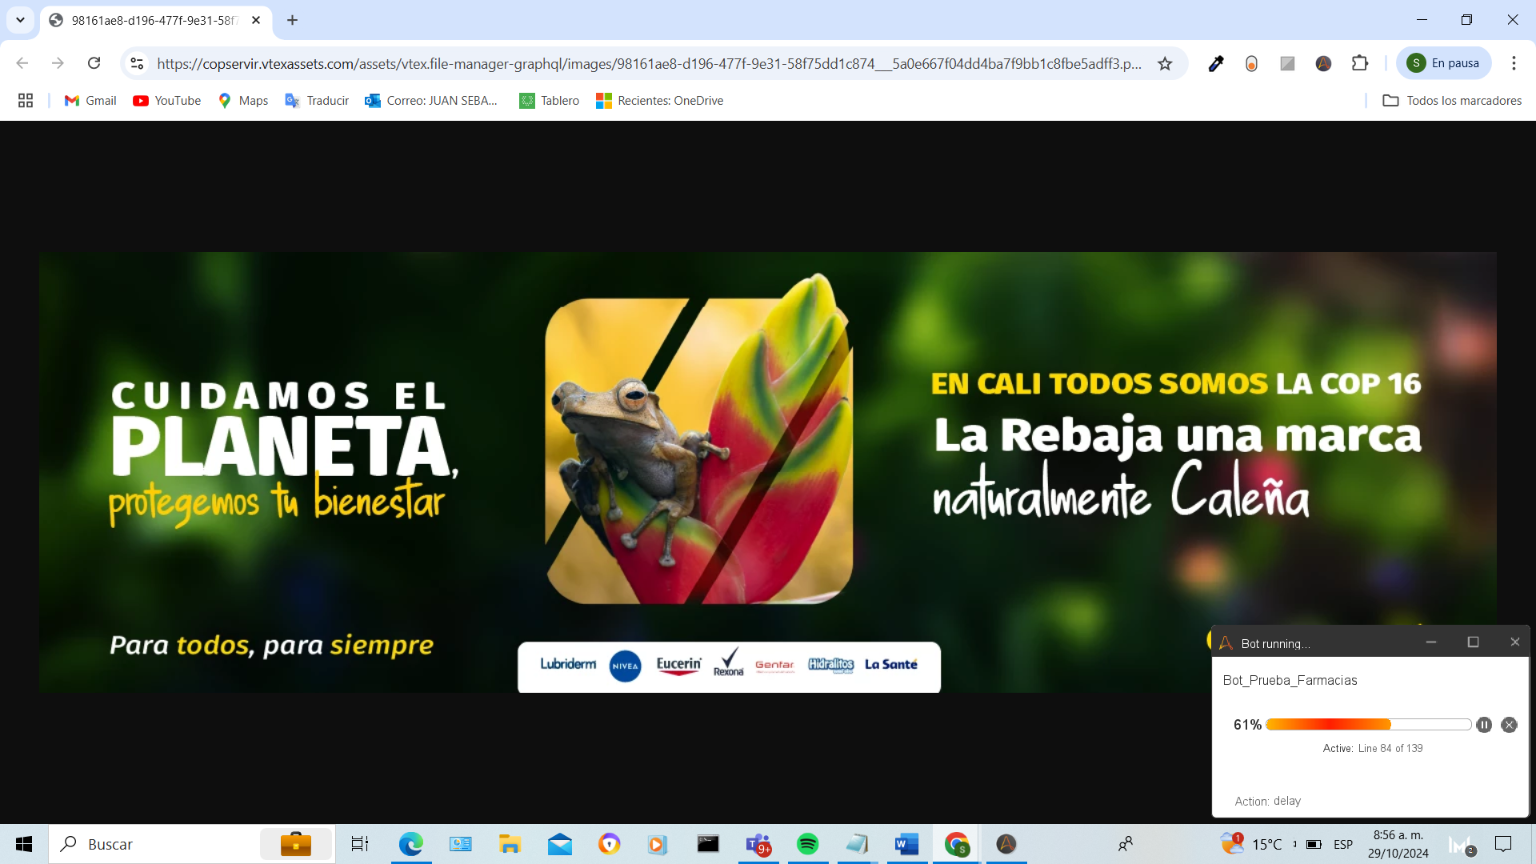 98161ae8-d196-477f-9e31-58f7
https://copservir.vtexassets.com/assets/vtex.file-manager-graphql/images/98161ae8-d196-477f-9e31-58f75dd1c874___5a0e667f04dd4ba7f9bb1c8fbe5adff3.p...
S En pausa
Gmail
YouTube
Maps
Traducir
Correo: JUAN SEBA...
Tablero
Recientes: OneDrive
Todos los marcadores
CUIDAMOS EL
PLANETA,
protegemos tu bienestar
Para todos, para siempre
EN CALI TODOS SOMOS LA COP 16
La Rebaja una marca
naturalmente Caleña
Lubriderm NIVEA Eucerin Rexona Genfar Hidralitos La Santé
Bot running...
Bot_Prueba_Farmacias
61%
Active: Line 84 of 139
Action: delay
Buscar
9+
S
1
15°C
ESP
8:56 a. m.
29/10/2024
2